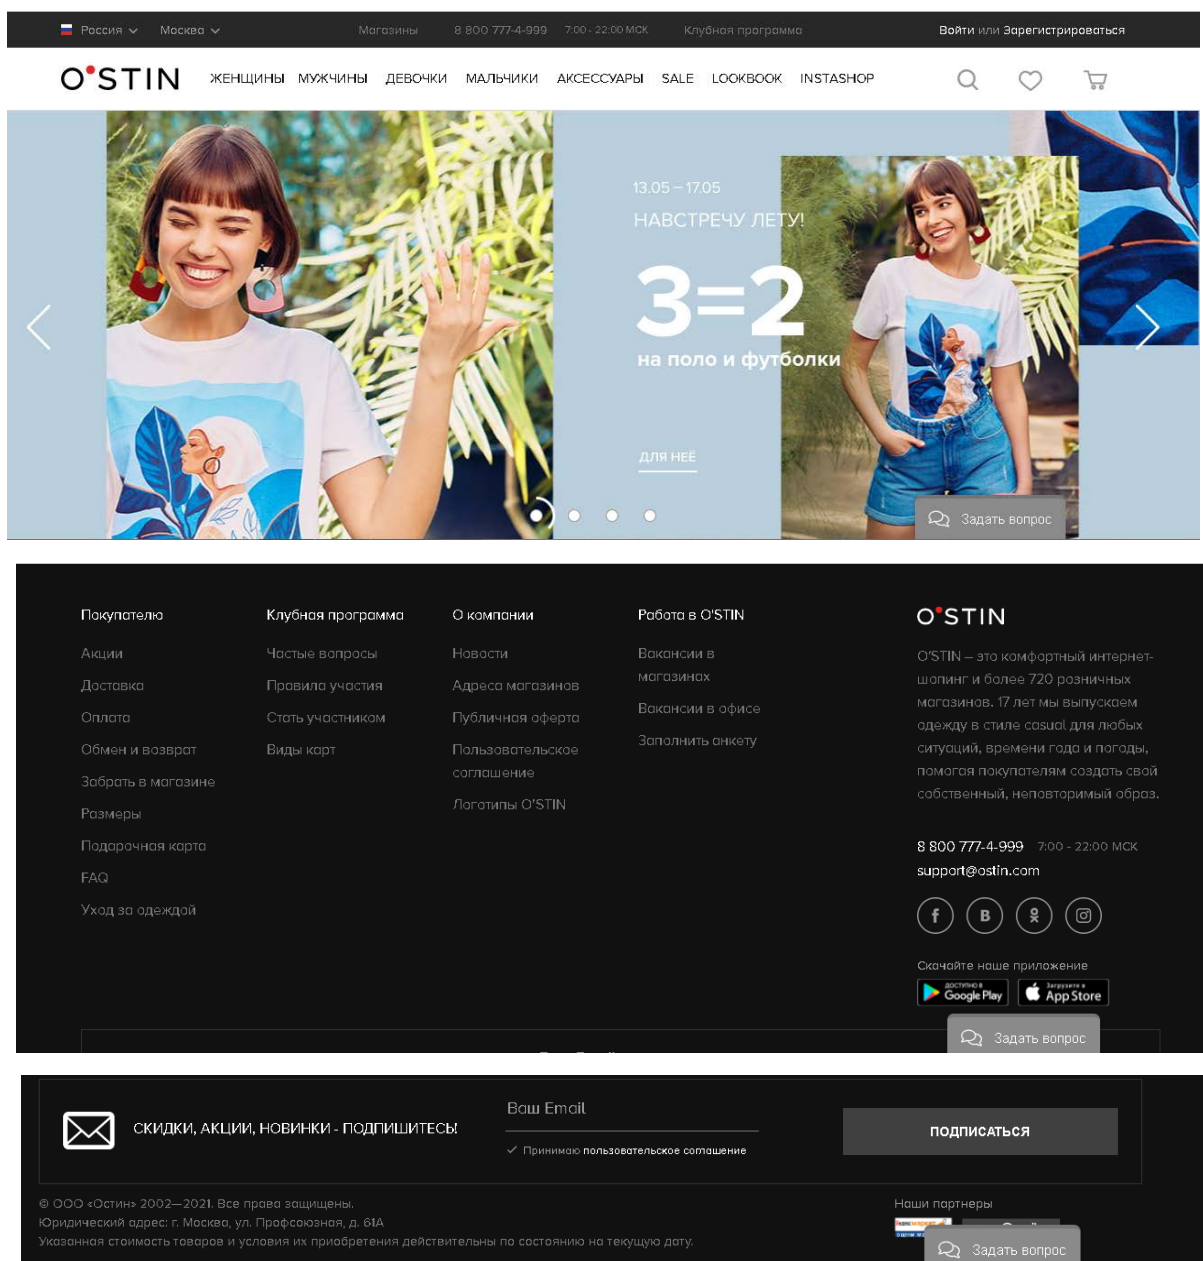 Россия Москва Магазины 8 800 777-4-999 7:00 - 22:00 МСК Клубная программа Войти или Зарегистрироваться
O'STIN ЖЕНЩИНЫ МУЖЧИНЫ ДЕВОЧКИ МАЛЬЧИКИ АКСЕССУАРЫ SALE LOOKBOOK INSTASHOP
13.05 – 17.05
НАВСТРЕЧУ ЛЕТУ!
3=2
на поло и футболки
ДЛЯ НЕЁ
Задать вопрос
Покупателю
Акции
Доставка
Оплата
Обмен и возврат
Забрать в магазине
Размеры
Подарочная карта
FAQ
Уход за одеждой
Клубная программа
Частые вопросы
Правила участия
Стать участником
Виды карт
О компании
Новости
Адреса магазинов
Публичная оферта
Пользовательское
соглашение
Логотипы O'STIN
Работа в O'STIN
Вакансии в
магазинах
Вакансии в офисе
Заполнить анкету
O'STIN
O'STIN – это комфортный интернет-
шопинг и более 720 розничных
магазинов. 17 лет мы выпускаем
одежду в стиле casual для любых
ситуаций, времени года и погоды,
помогая покупателям создать свой
собственный, неповторимый образ.
8 800 777-4-999 7:00 - 22:00 МСК
support@ostin.com
Скачайте наше приложение
ДОСТУПНО В
Google Play
Загрузите в
App Store
Задать вопрос
СКИДКИ, АКЦИИ, НОВИНКИ - ПОДПИШИТЕСЬ!
Ваш Email
Принимаю пользовательское соглашение
ПОДПИСАТЬСЯ
© ООО «Остин» 2002—2021. Все права защищены.
Юридический адрес: г. Москва, ул. Профсоюзная, д. 61А
Указанная стоимость товаров и условия их приобретения действительны по состоянию на текущую дату.
Наши партнеры
Задать вопрос